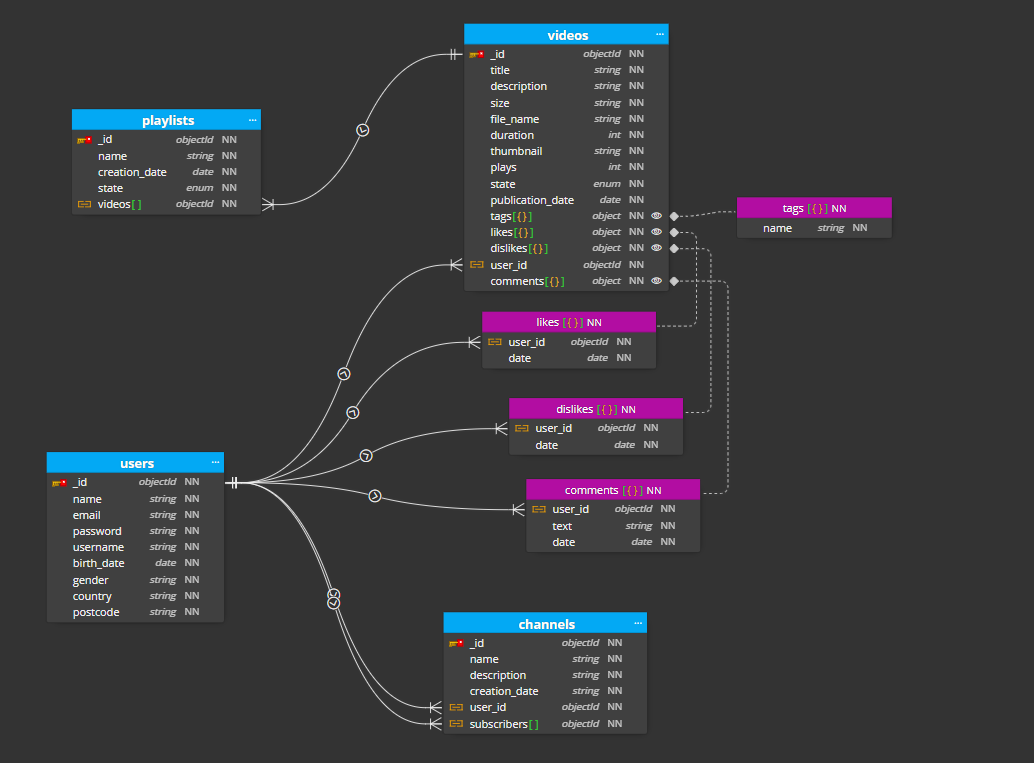 videos ...
_id objectId NN
title string NN
description string NN
size string NN
file_name string NN
duration int NN
thumbnail string NN
plays int NN
state enum NN
publication_date date NN
tags[{}] object NN
likes[{}] object NN
dislikes[{}] object NN
user_id objectId NN
comments[{}] object NN
playlists ...
_id objectId NN
name string NN
creation_date date NN
state enum NN
videos[] objectId NN
tags [{}] NN
name string NN
likes [{}] NN
user_id objectId NN
date date NN
dislikes [{}] NN
user_id objectId NN
date date NN
users ...
_id objectId NN
name string NN
email string NN
password string NN
username string NN
birth_date date NN
gender string NN
country string NN
postcode string NN
comments [{}] NN
user_id objectId NN
text string NN
date date NN
channels ...
_id objectId NN
name string NN
description string NN
creation_date string NN
user_id objectId NN
subscribers[] objectId NN